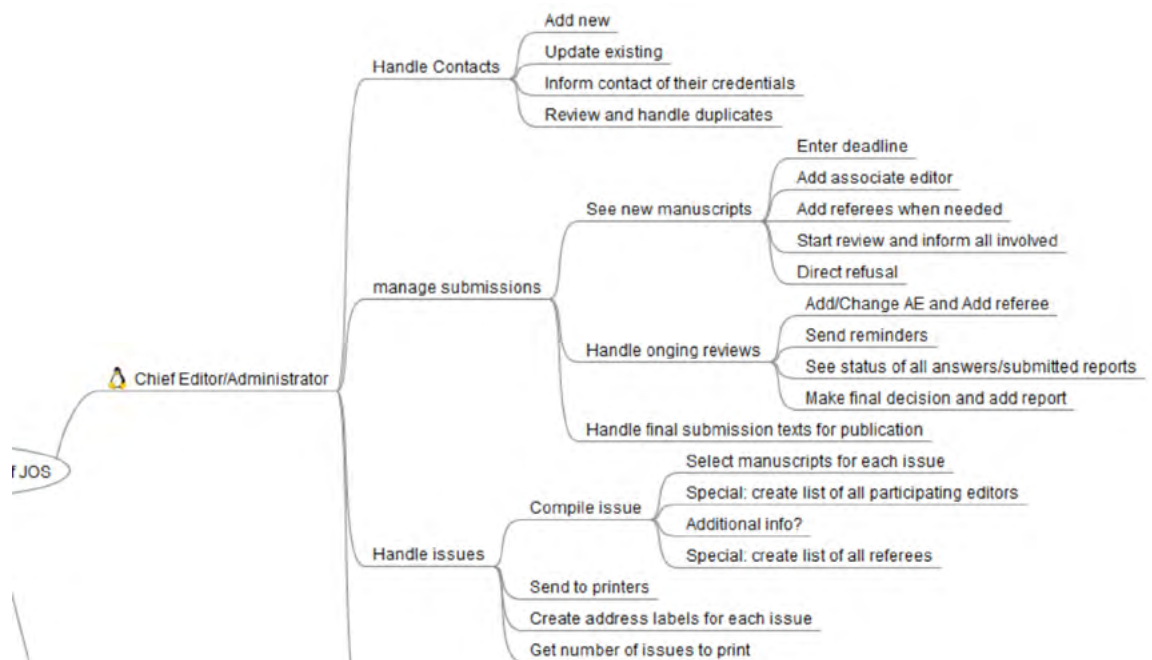 Add new
Update existing
Handle Contacts
Inform contact of their credentials
Review and handle duplicates
Enter deadline
Add associate editor
See new manuscripts
Add referees when needed
Start review and inform all involved
Direct refusal
manage submissions
Add/Change AE and Add referee
Send reminders
Handle onging reviews
See status of all answers/submitted reports
Make final decision and add report
Handle final submission texts for publication
Chief Editor/Administrator
f JOS
Select manuscripts for each issue
Special: create list of all participating editors
Compile issue
Additional info?
Special: create list of all referees
Handle issues
Send to printers
Create address labels for each issue
Get number of issues to print